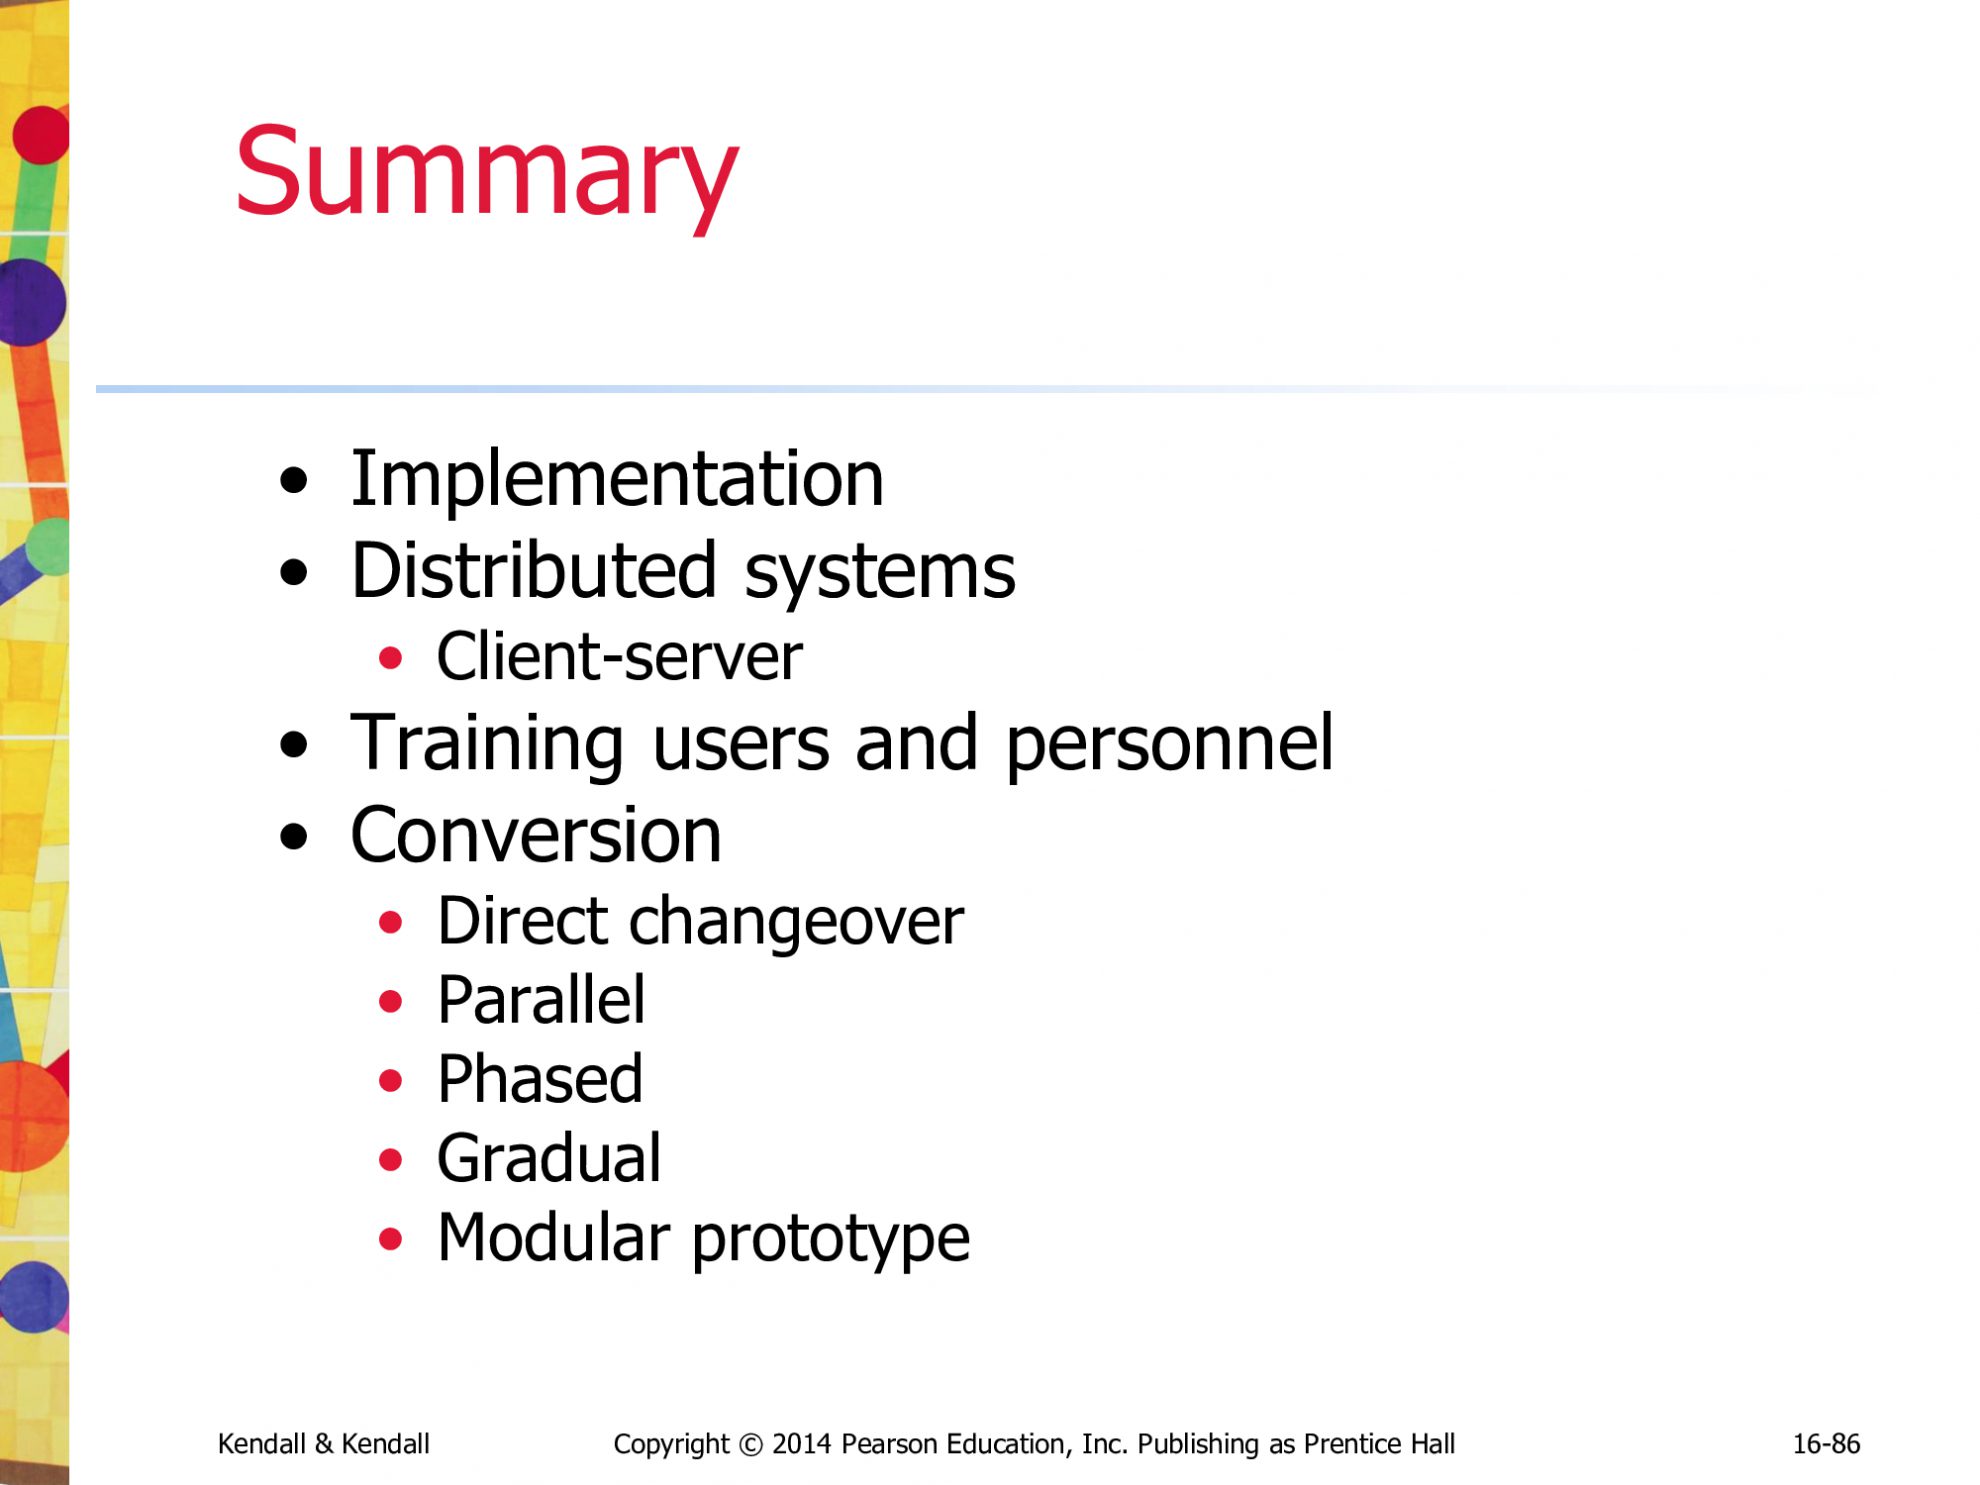 Summary
• Implementation
• Distributed systems
• Client-server
• Training users and personnel
• Conversion
• Direct changeover
• Parallel
• Phased
• Gradual
• Modular prototype
Kendall & Kendall Copyright © 2014 Pearson Education, Inc. Publishing as Prentice Hall 16-86